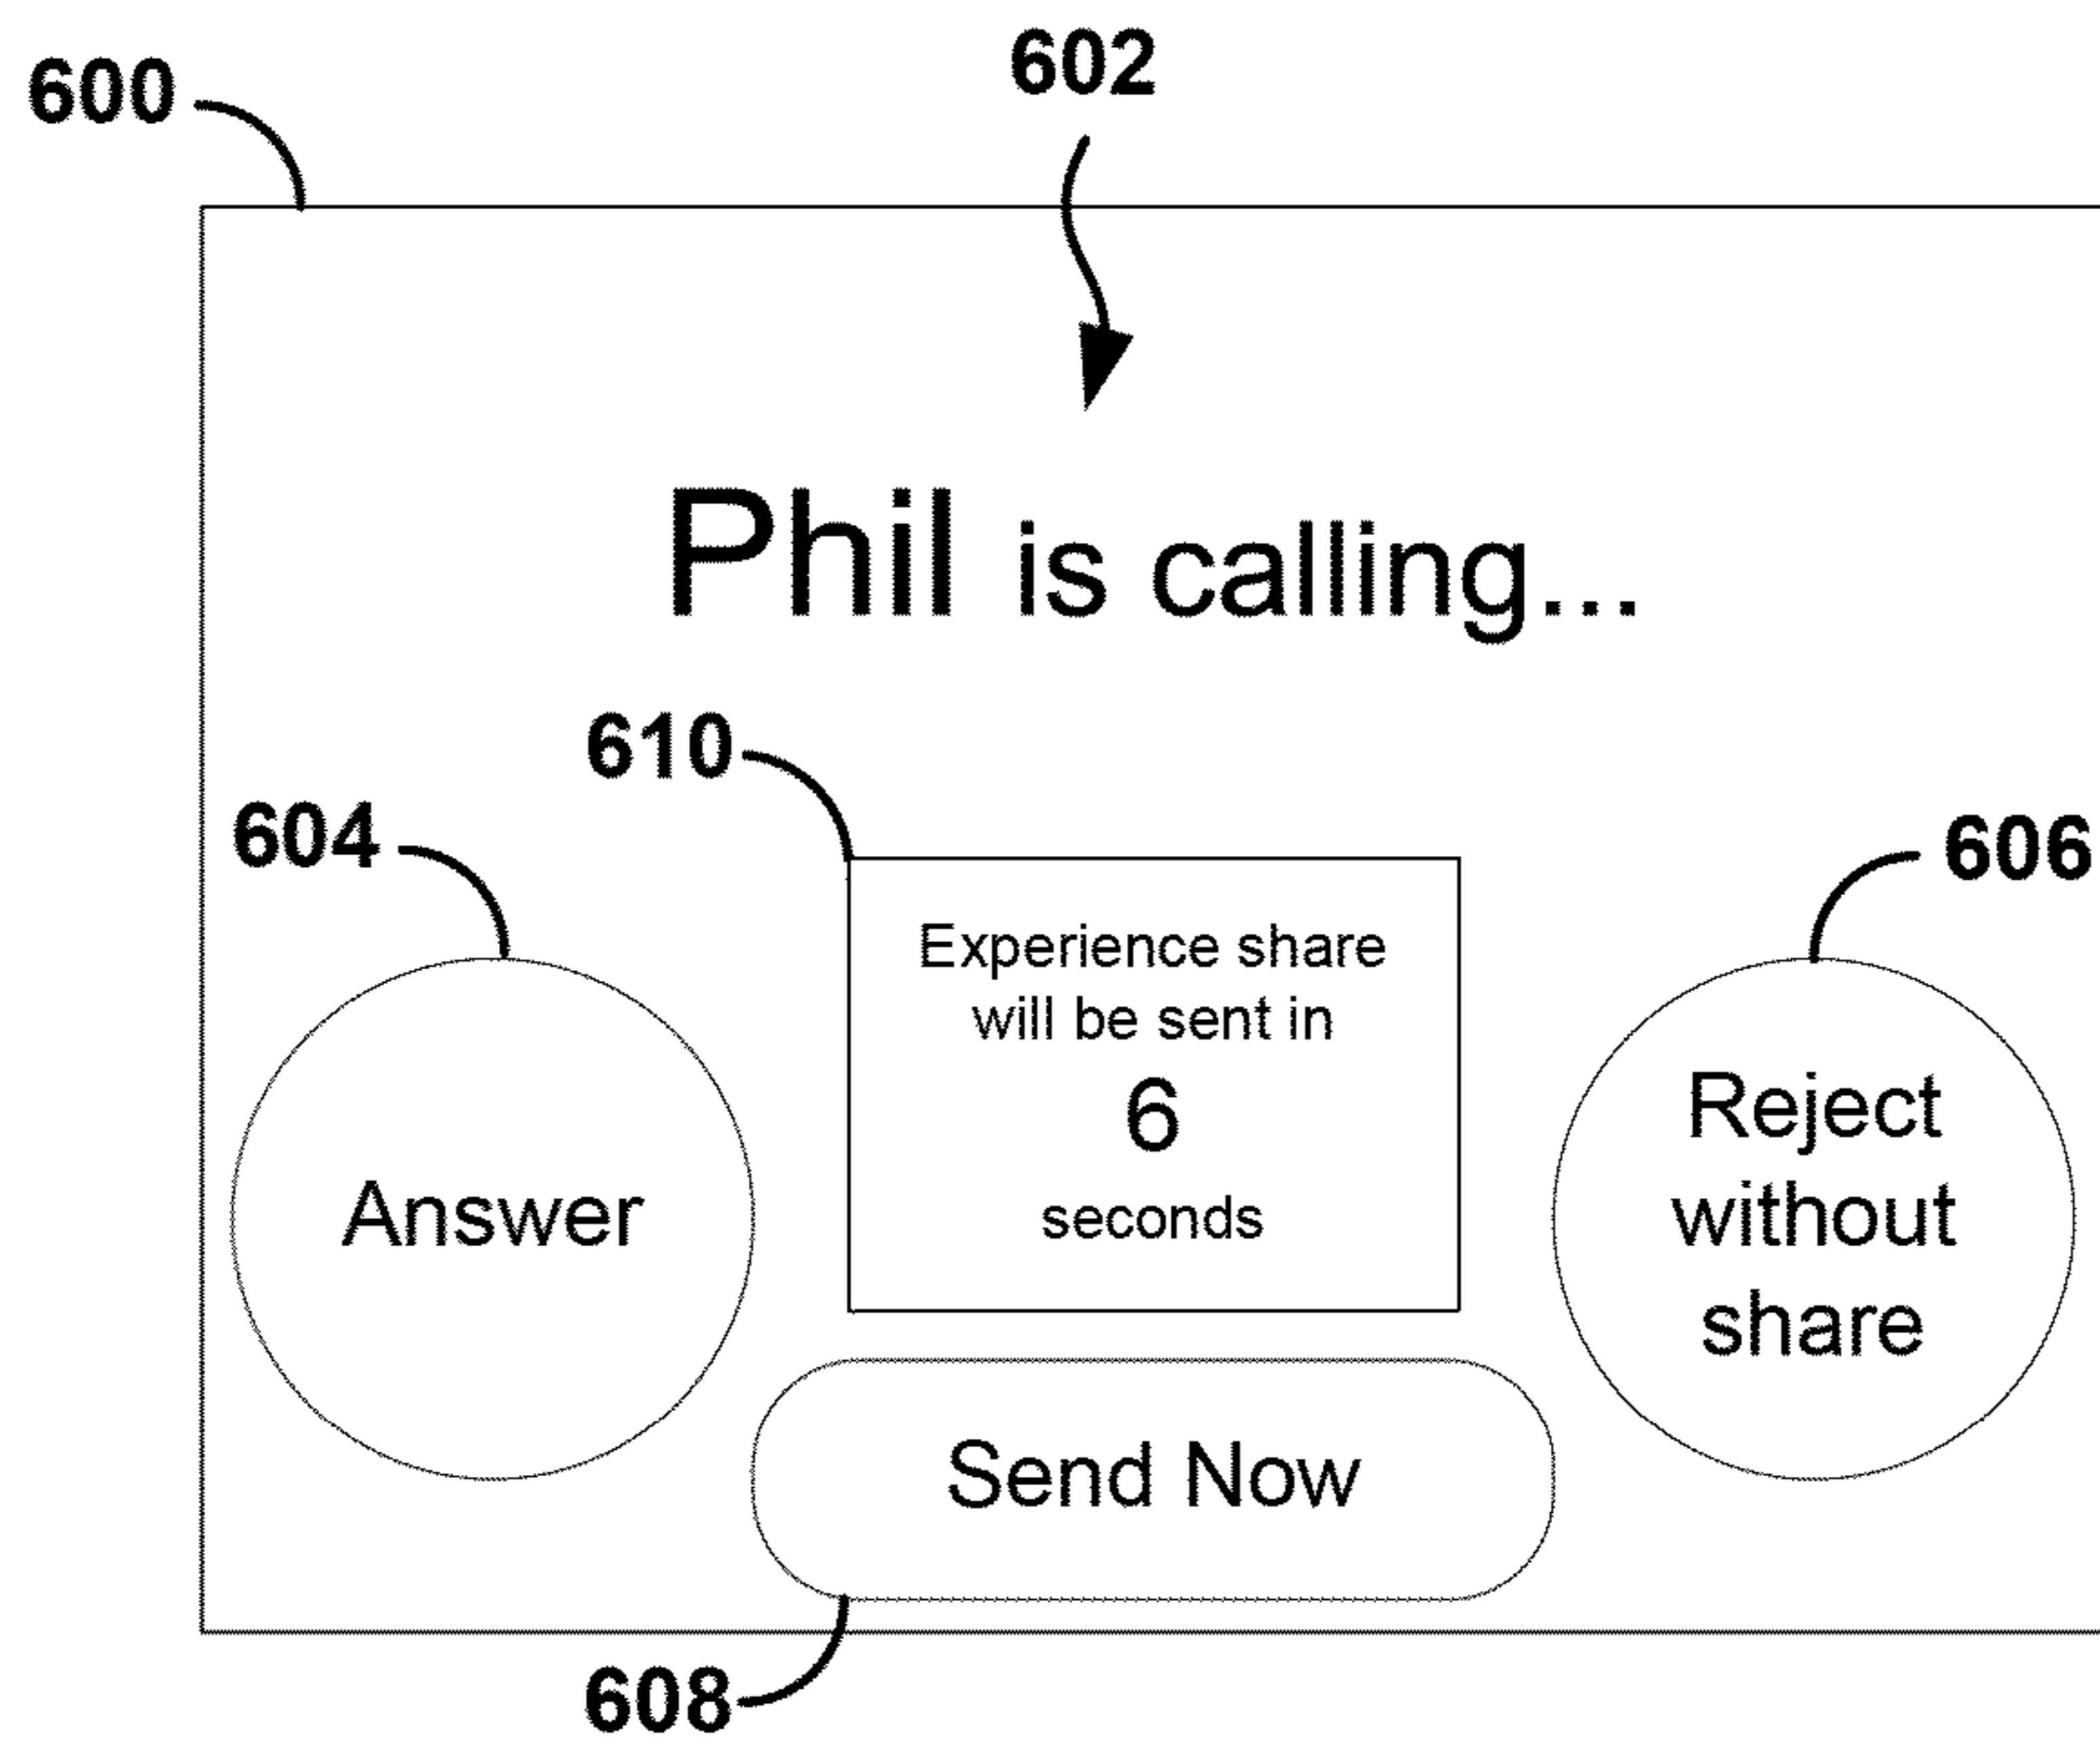 600
602
Phil is calling...
610
604
606
Experience share
will be sent in
6
seconds
Answer
Reject
without
share
Send Now
608